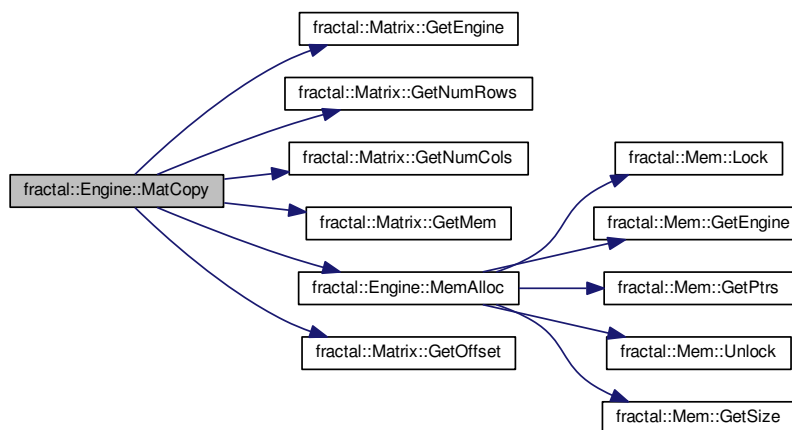 fractal::Matrix::GetEngine
fractal::Matrix::GetNumRows
fractal::Matrix::GetNumCols
fractal::Mem::Lock
fractal::Engine::MatCopy
fractal::Matrix::GetMem
fractal::Mem::GetEngine
fractal::Engine::MemAlloc
fractal::Mem::GetPtrs
fractal::Matrix::GetOffset
fractal::Mem::Unlock
fractal::Mem::GetSize